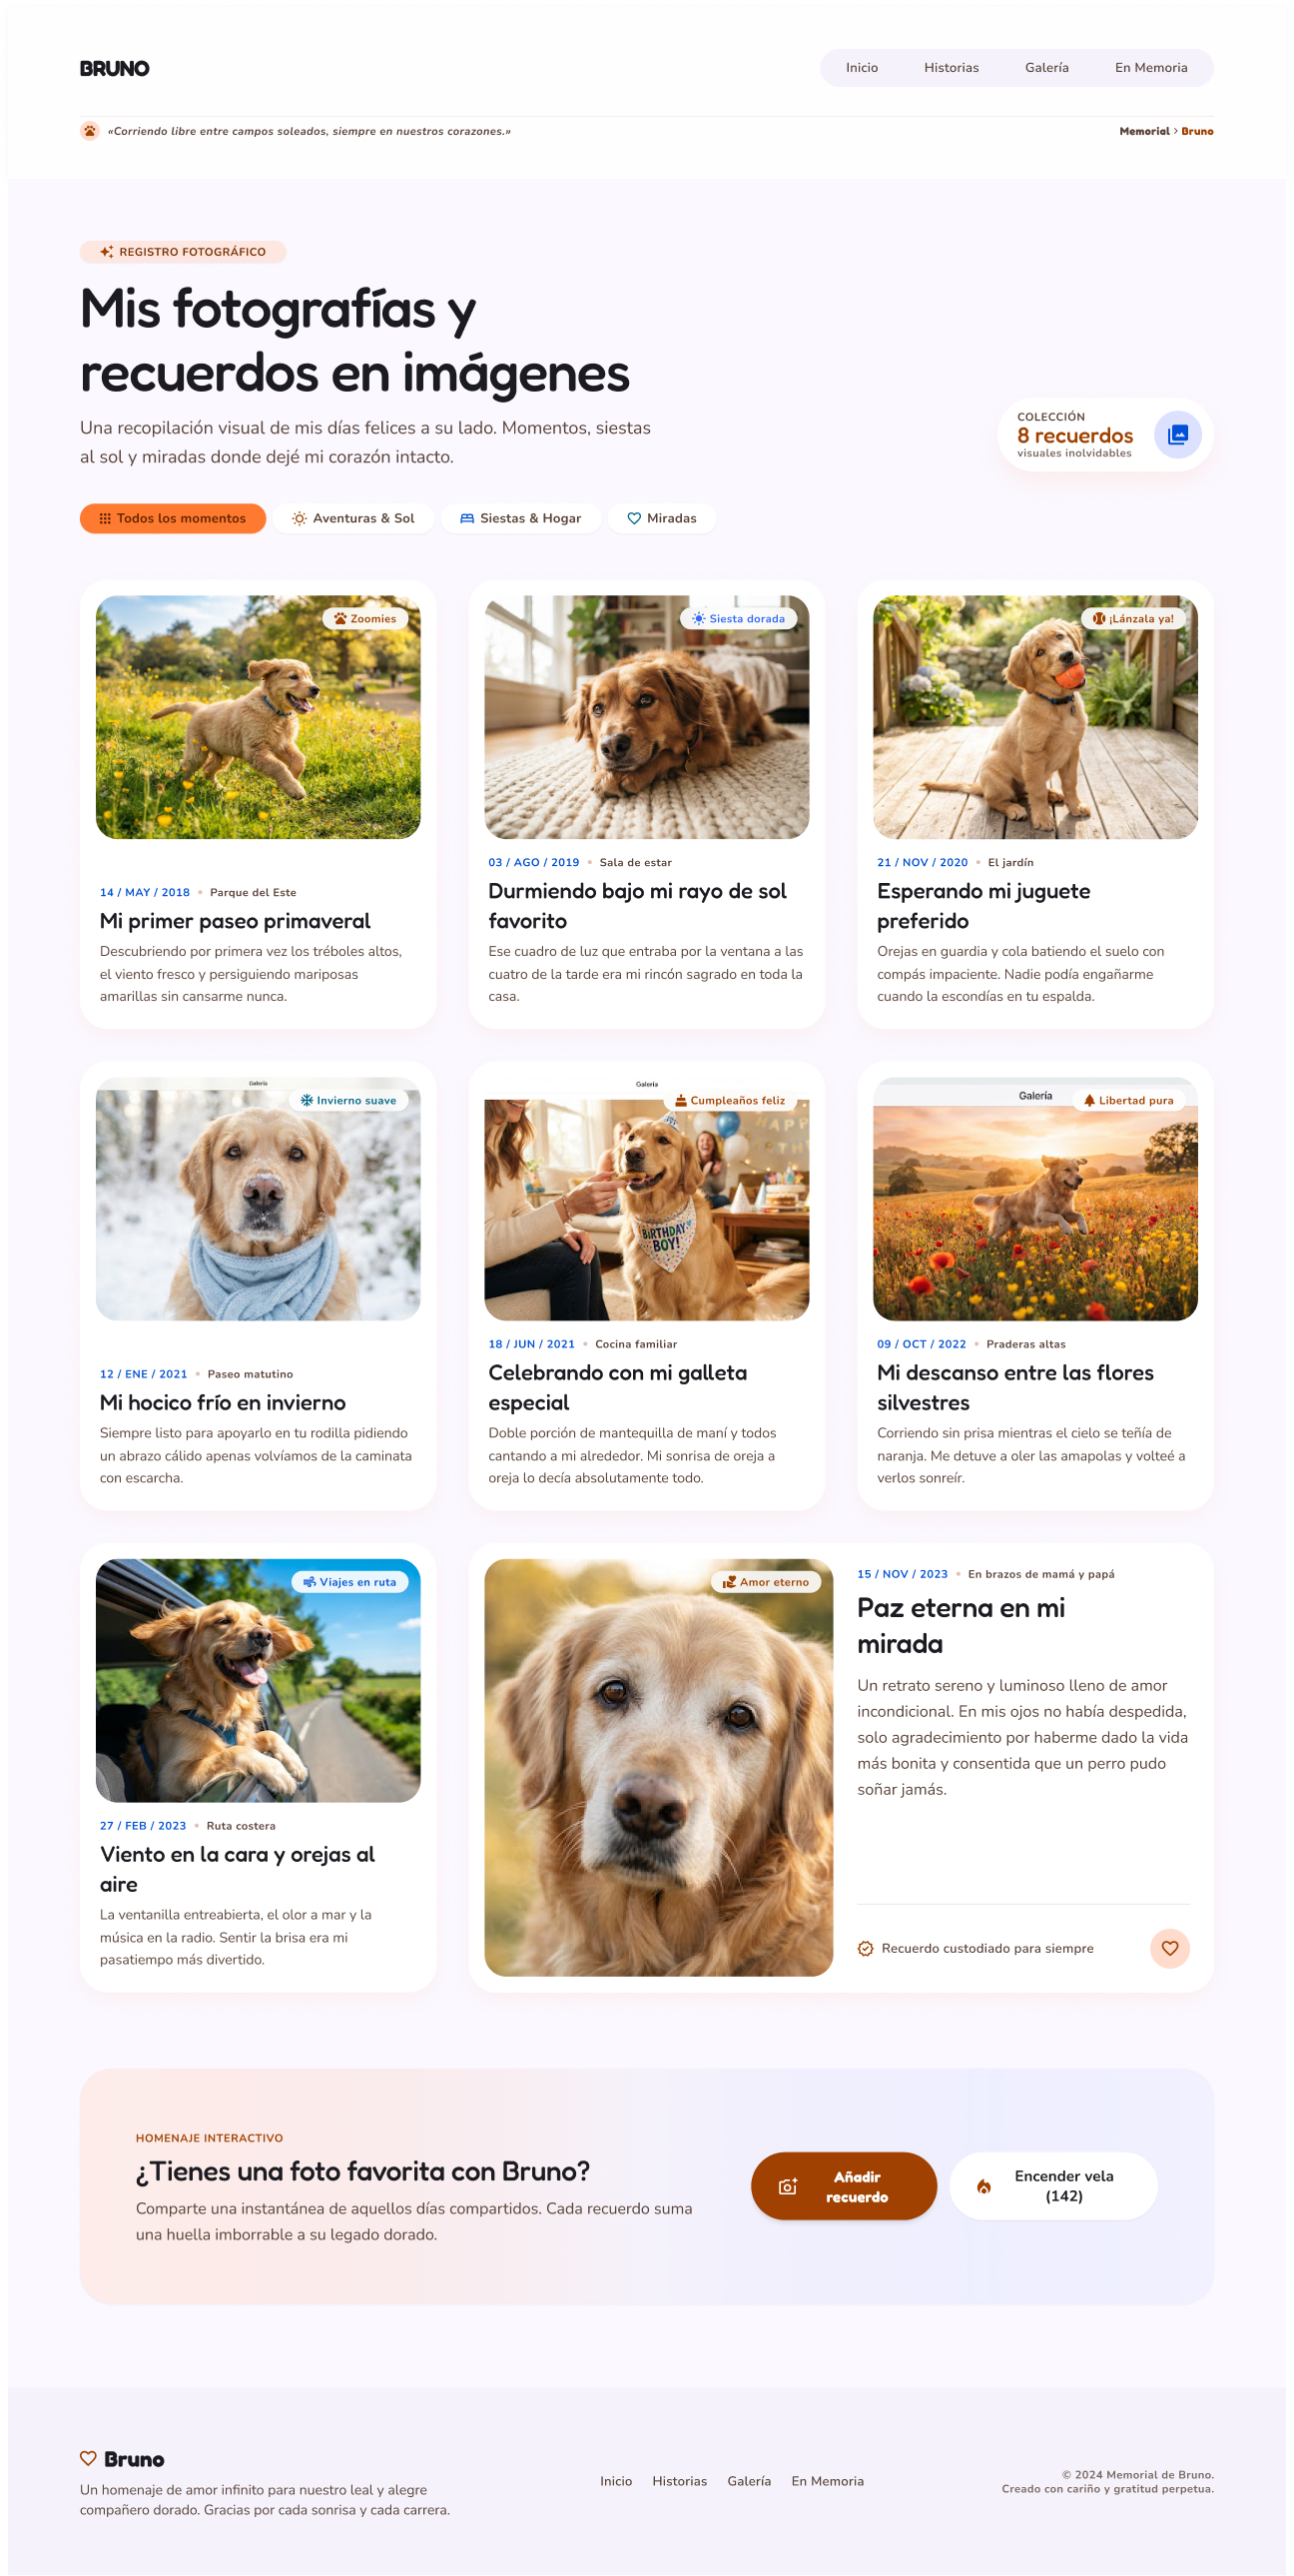 BRUNO
Inicio
Historias
Galería
En Memoria
«Corriendo libre entre campos soleados, siempre en nuestros corazones.»
Memorial > Bruno
REGISTRO FOTOGRÁFICO
Mis fotografías y
recuerdos en imágenes
Una recopilación visual de mis días felices a su lado. Momentos, siestas
al sol y miradas donde dejé mi corazón intacto.
COLECCIÓN
8 recuerdos
visuales inolvidables
Todos los momentos
Aventuras & Sol
Siestas & Hogar
Miradas
Zoomies
14 / MAY / 2018 • Parque del Este
Mi primer paseo primaveral
Descubriendo por primera vez los tréboles altos,
el viento fresco y persiguiendo mariposas
amarillas sin cansarme nunca.
Siesta dorada
03 / AGO / 2019 • Sala de estar
Durmiendo bajo mi rayo de sol
favorito
Ese cuadro de luz que entraba por la ventana a las
cuatro de la tarde era mi rincón sagrado en toda la
casa.
¡Lánzala ya!
21 / NOV / 2020 • El jardín
Esperando mi juguete
preferido
Orejas en guardia y cola batiendo el suelo con
compás impaciente. Nadie podía engañarme
cuando la escondías en tu espalda.
Galería
Invierno suave
12 / ENE / 2021 • Paseo matutino
Mi hocico frío en invierno
Siempre listo para apoyarlo en tu rodilla pidiendo
un abrazo cálido apenas volvíamos de la caminata
con escarcha.
Galería
Cumpleaños feliz
HAPPY
BIRTHDAY
BOY!
18 / JUN / 2021 • Cocina familiar
Celebrando con mi galleta
especial
Doble porción de mantequilla de maní y todos
cantando a mi alrededor. Mi sonrisa de oreja a
oreja lo decía absolutamente todo.
Galería
Libertad pura
09 / OCT / 2022 • Praderas altas
Mi descanso entre las flores
silvestres
Corriendo sin prisa mientras el cielo se teñía de
naranja. Me detuve a oler las amapolas y volteé a
verlos sonreír.
Viajes en ruta
27 / FEB / 2023 • Ruta costera
Viento en la cara y orejas al
aire
La ventanilla entreabierta, el olor a mar y la
música en la radio. Sentir la brisa era mi
pasatiempo más divertido.
Amor eterno
15 / NOV / 2023 • En brazos de mamá y papá
Paz eterna en mi
mirada
Un retrato sereno y luminoso lleno de amor
incondicional. En mis ojos no había despedida,
solo agradecimiento por haberme dado la vida
más bonita y consentida que un perro pudo
soñar jamás.
Recuerdo custodiado para siempre
HOMENAJE INTERACTIVO
¿Tienes una foto favorita con Bruno?
Comparte una instantánea de aquellos días compartidos. Cada recuerdo suma
una huella imborrable a su legado dorado.
Añadir
recuerdo
Encender vela
(142)
Bruno
Un homenaje de amor infinito para nuestro leal y alegre
compañero dorado. Gracias por cada sonrisa y cada carrera.
Inicio
Historias
Galería
En Memoria
© 2024 Memorial de Bruno.
Creado con cariño y gratitud perpetua.